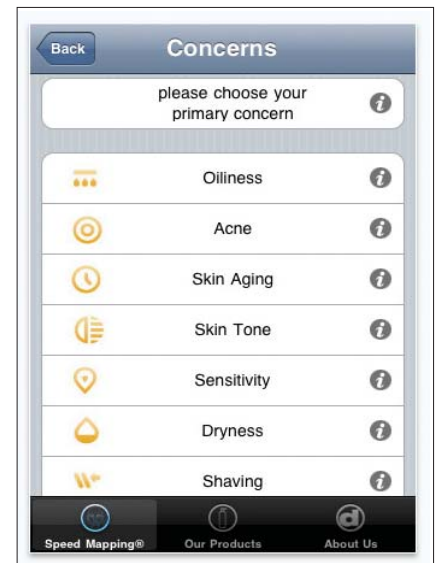 Back
Concerns
please choose your
primary concern
Oiliness
Acne
Skin Aging
Skin Tone
Sensitivity
Dryness
Shaving
Speed Mapping®
Our Products
About Us